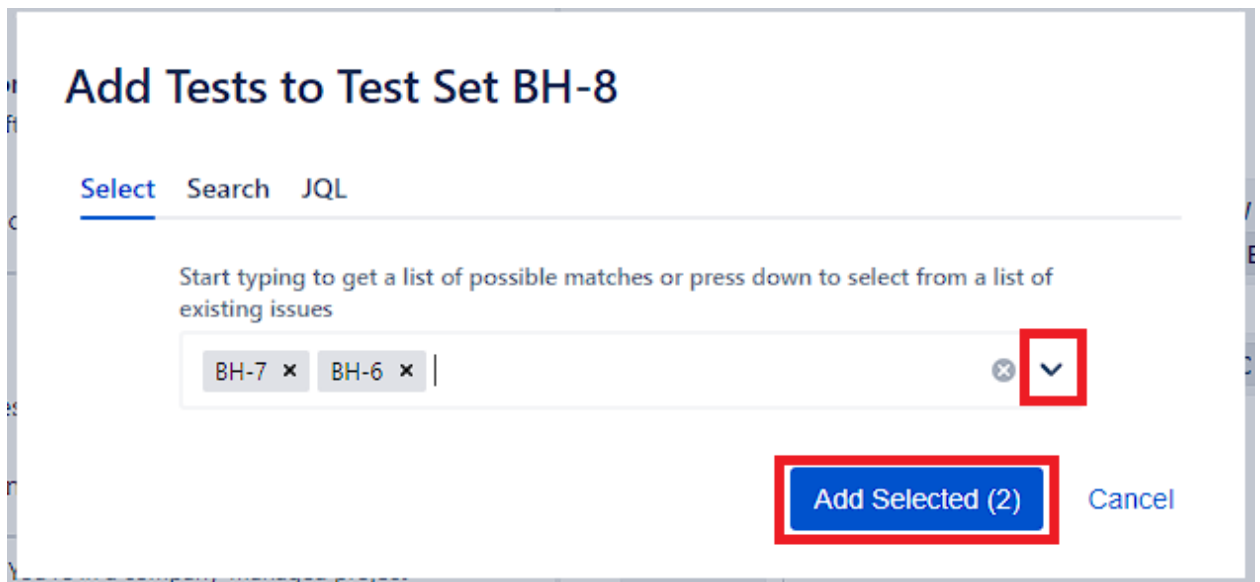 Add Tests to Test Set BH-8
Select Search JQL
Start typing to get a list of possible matches or press down to select from a list of
existing issues
BH-7 × BH-6 ×
Add Selected (2) Cancel